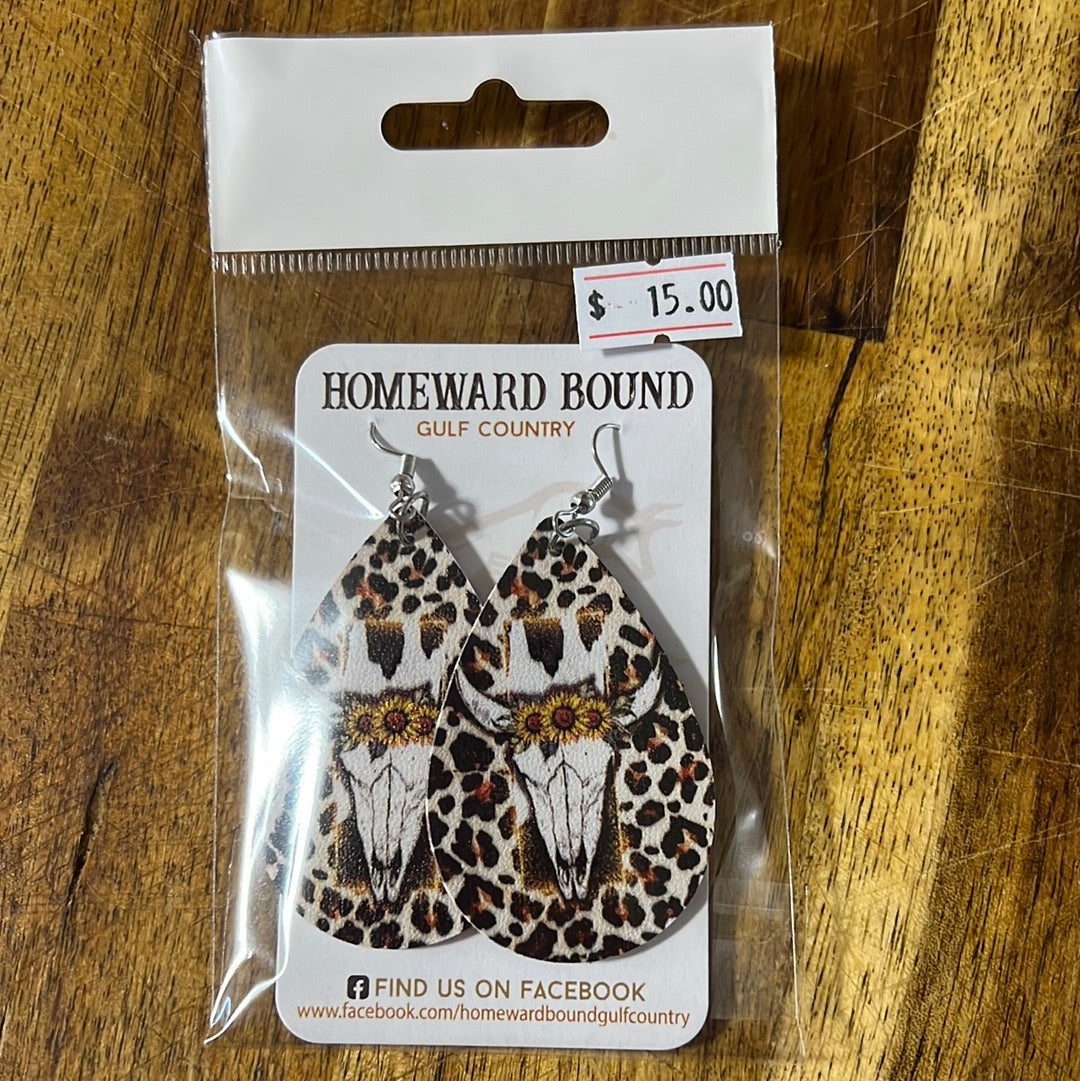 $ 15.00
HOMEWARD BOUND
GULF COUNTRY
FIND US ON FACEBOOK
www.facebook.com/homewardboundgulfcountry